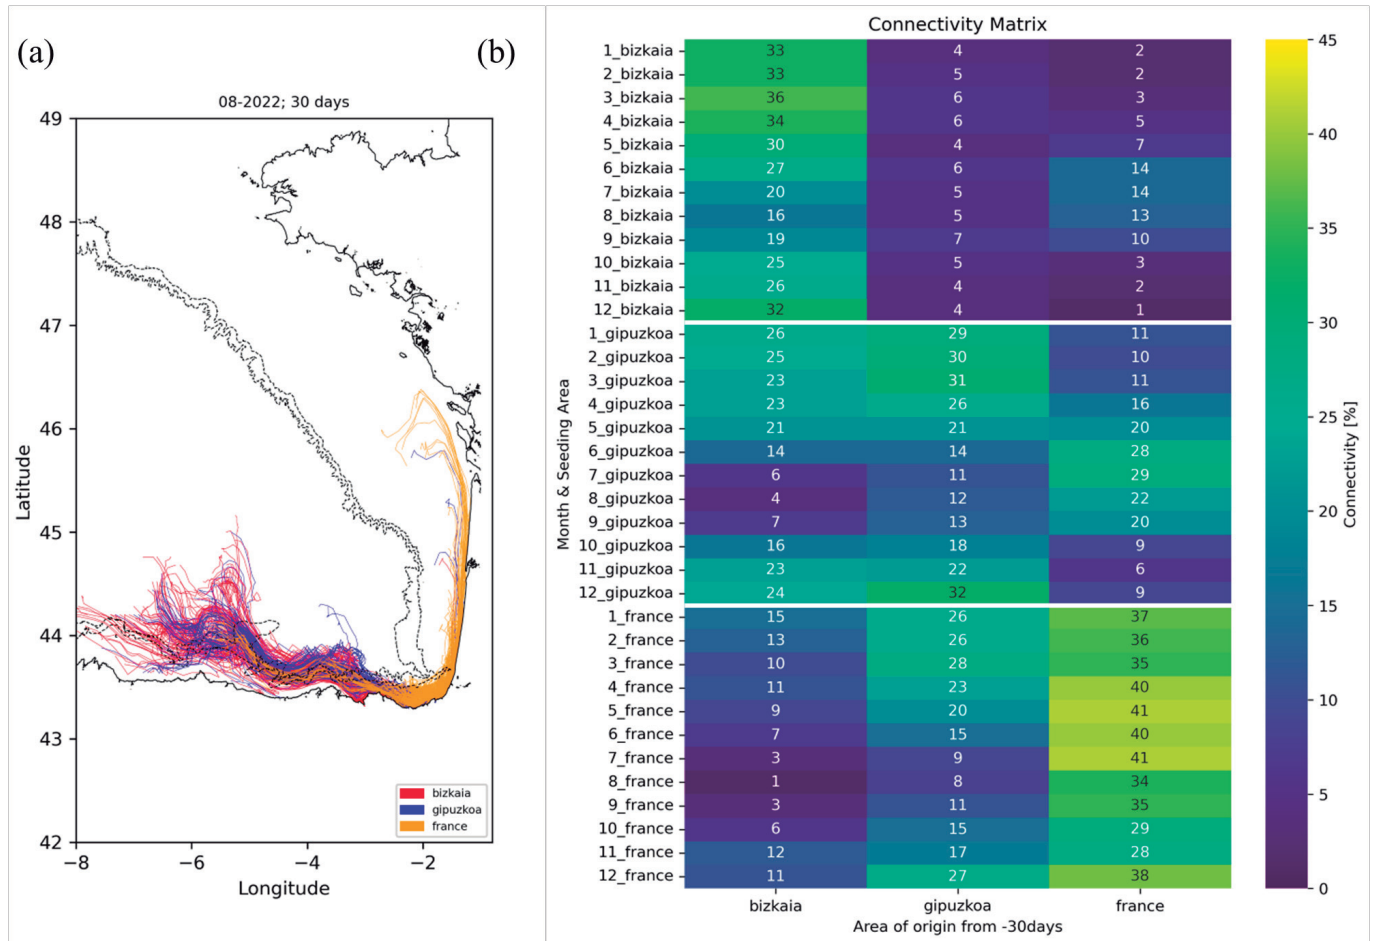 (a)
08-2022; 30 days
49
48
47
46
45
44
43
42
Latitude
−8
−6
−4
−2
Longitude
bizkaia
gipuzkoa
france
(b)
Connectivity Matrix
1_bizkaia 33 4 2
2_bizkaia 33 5 2
3_bizkaia 36 6 3
4_bizkaia 34 6 5
5_bizkaia 30 4 7
6_bizkaia 27 6 14
7_bizkaia 20 5 14
8_bizkaia 16 5 13
9_bizkaia 19 7 10
10_bizkaia 25 5 3
11_bizkaia 26 4 2
12_bizkaia 32 4 1
1_gipuzkoa 26 29 11
2_gipuzkoa 25 30 10
3_gipuzkoa 23 31 11
4_gipuzkoa 23 26 16
5_gipuzkoa 21 21 20
6_gipuzkoa 14 14 28
7_gipuzkoa 6 11 29
8_gipuzkoa 4 12 22
9_gipuzkoa 7 13 20
10_gipuzkoa 16 18 9
11_gipuzkoa 23 22 6
12_gipuzkoa 24 32 9
1_france 15 26 37
2_france 13 26 36
3_france 10 28 35
4_france 11 23 40
5_france 9 20 41
6_france 7 15 40
7_france 3 9 41
8_france 1 8 34
9_france 3 11 35
10_france 6 15 29
11_france 12 17 28
12_france 11 27 38
Month & Seeding Area
bizkaia gipuzkoa france
Area of origin from -30days
45
40
35
30
25
20
15
10
5
0
Connectivity [%]